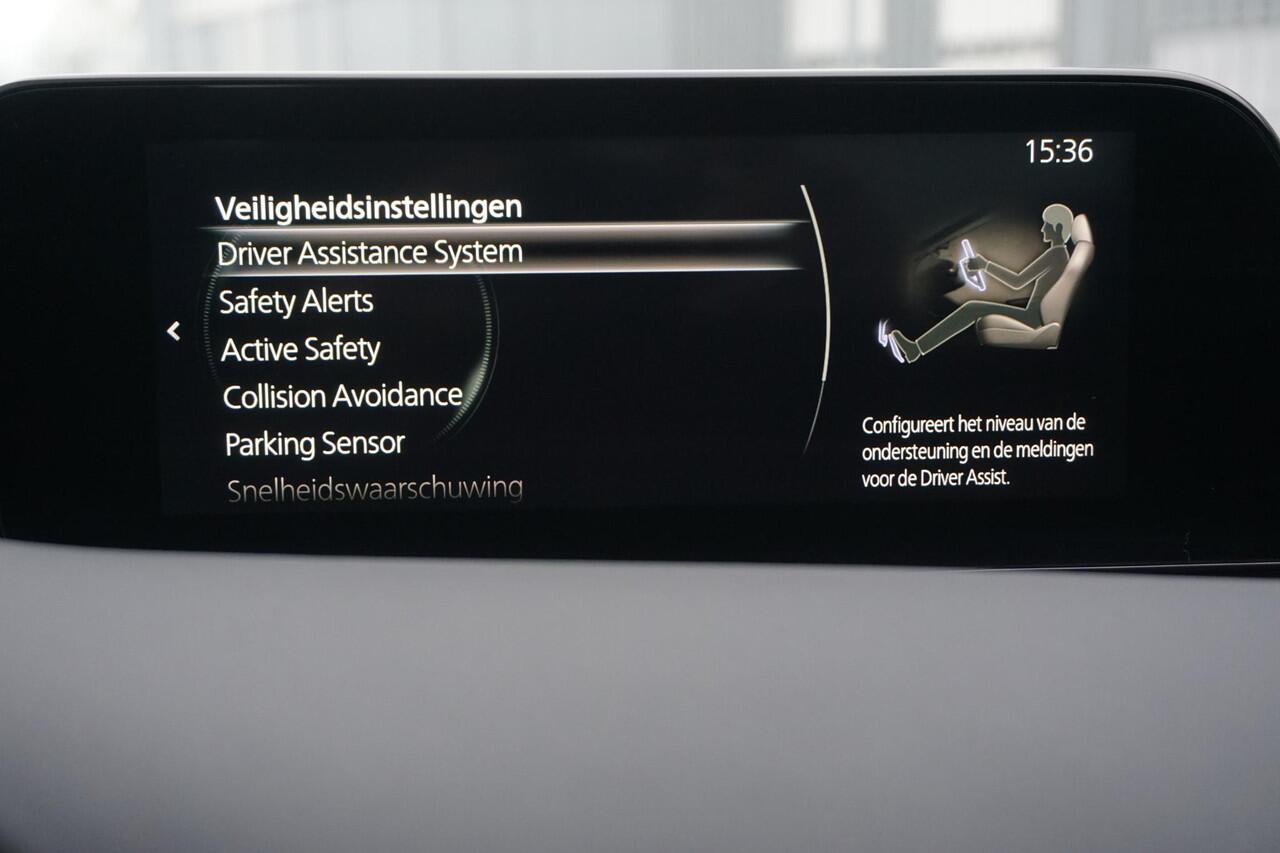 15:36
Veiligheidsinstellingen
Driver Assistance System
Safety Alerts
Active Safety
Collision Avoidance
Parking Sensor
Snelheidswaarschuwing
Configureert het niveau van de
ondersteuning en de meldingen
voor de Driver Assist.